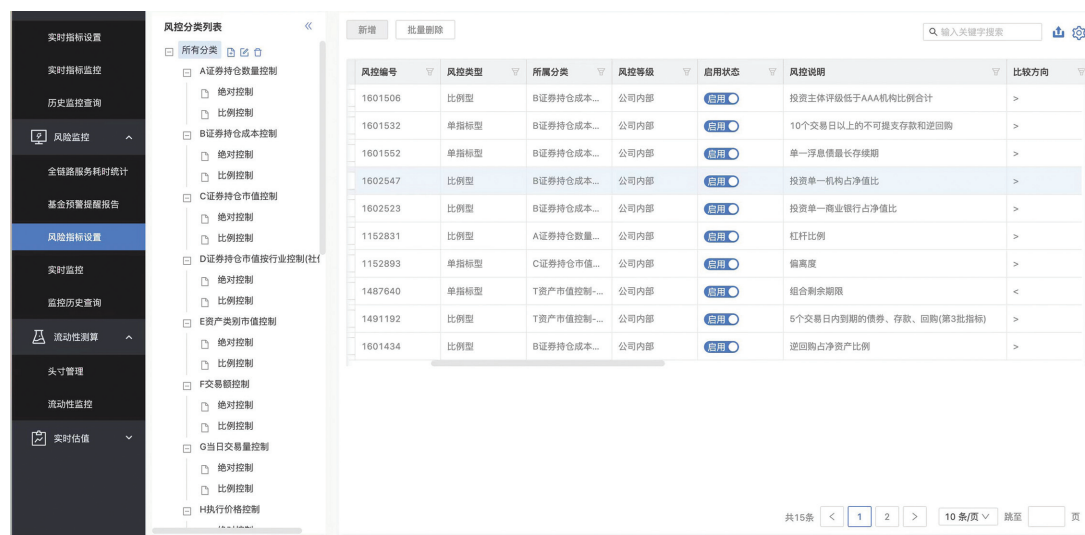 实时指标设置
实时指标监控
历史监控查询
风险监控
全链路服务耗时统计
基金预警提醒报告
风险指标设置
实时监控
监控历史查询
流动性测算
头寸管理
流动性监控
实时估值
风控分类列表
所有分类
A证券持仓数量控制
绝对控制
比例控制
B证券持仓成本控制
绝对控制
比例控制
C证券持仓市值控制
绝对控制
比例控制
D证券持仓市值按行业控制(社
绝对控制
比例控制
E资产类别市值控制
绝对控制
比例控制
F交易额控制
绝对控制
比例控制
G当日交易量控制
绝对控制
比例控制
H执行价格控制
新增 批量删除 输入关键字搜索
风控编号 风控类型 所属分类 风控等级 启用状态 风控说明 比较方向
1601506 比例型 B证券持仓成本... 公司内部 启用 投资主体评级低于AAA机构比例合计 >
1601532 单指标型 B证券持仓成本... 公司内部 启用 10个交易日以上的不可提支存款和逆回购 >
1601552 单指标型 B证券持仓成本... 公司内部 启用 单一浮息债最长存续期 >
1602547 比例型 B证券持仓成本... 公司内部 启用 投资单一机构占净值比 >
1602523 比例型 B证券持仓成本... 公司内部 启用 投资单一商业银行占净值比 >
1152831 比例型 A证券持仓数量... 公司内部 启用 杠杆比例 >
1152893 单指标型 C证券持仓市值... 公司内部 启用 偏离度 >
1487640 单指标型 T资产市值控制-... 公司内部 启用 组合剩余期限 <
1491192 比例型 T资产市值控制-... 公司内部 启用 5个交易日内到期的债券、存款、回购(第3批指标) >
1601434 比例型 B证券持仓成本... 公司内部 启用 逆回购占净资产比例 >
共15条 < 1 2 > 10 条/页 跳至 页